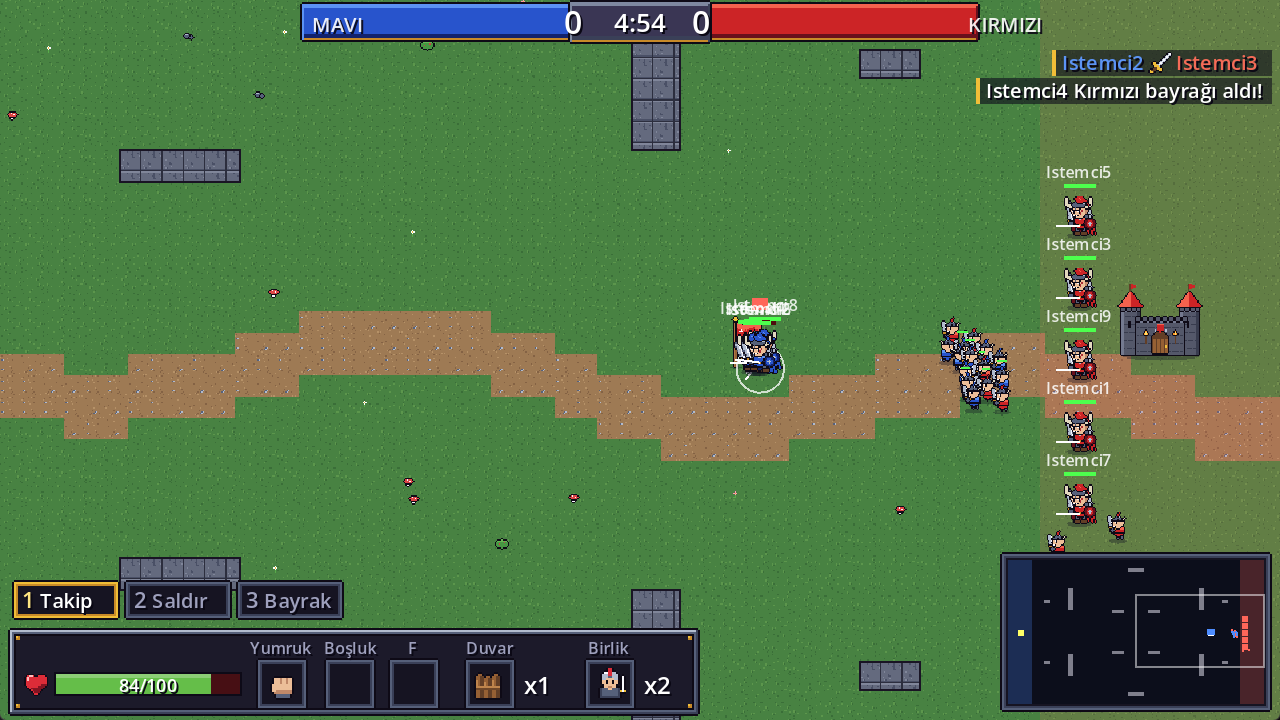 MAVI 0 4:54 0 KIRMIZI
Istemci2 Istemci3
Istemci4 Kırmızı bayrağı aldı!
Istemci5
Istemci3
Istemci9
Istemci1
Istemci7
1 Takip 2 Saldır 3 Bayrak
Yumruk Boşluk F Duvar Birlik
84/100 x1 x2